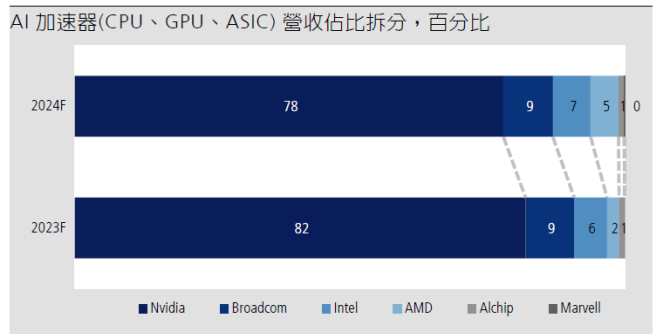 AI 加速器(CPU、GPU、ASIC) 營收佔比拆分，百分比
2024F 78 9 7 5 1 0
2023F 82 9 6 2 1
Nvidia Broadcom Intel AMD Alchip Marvell